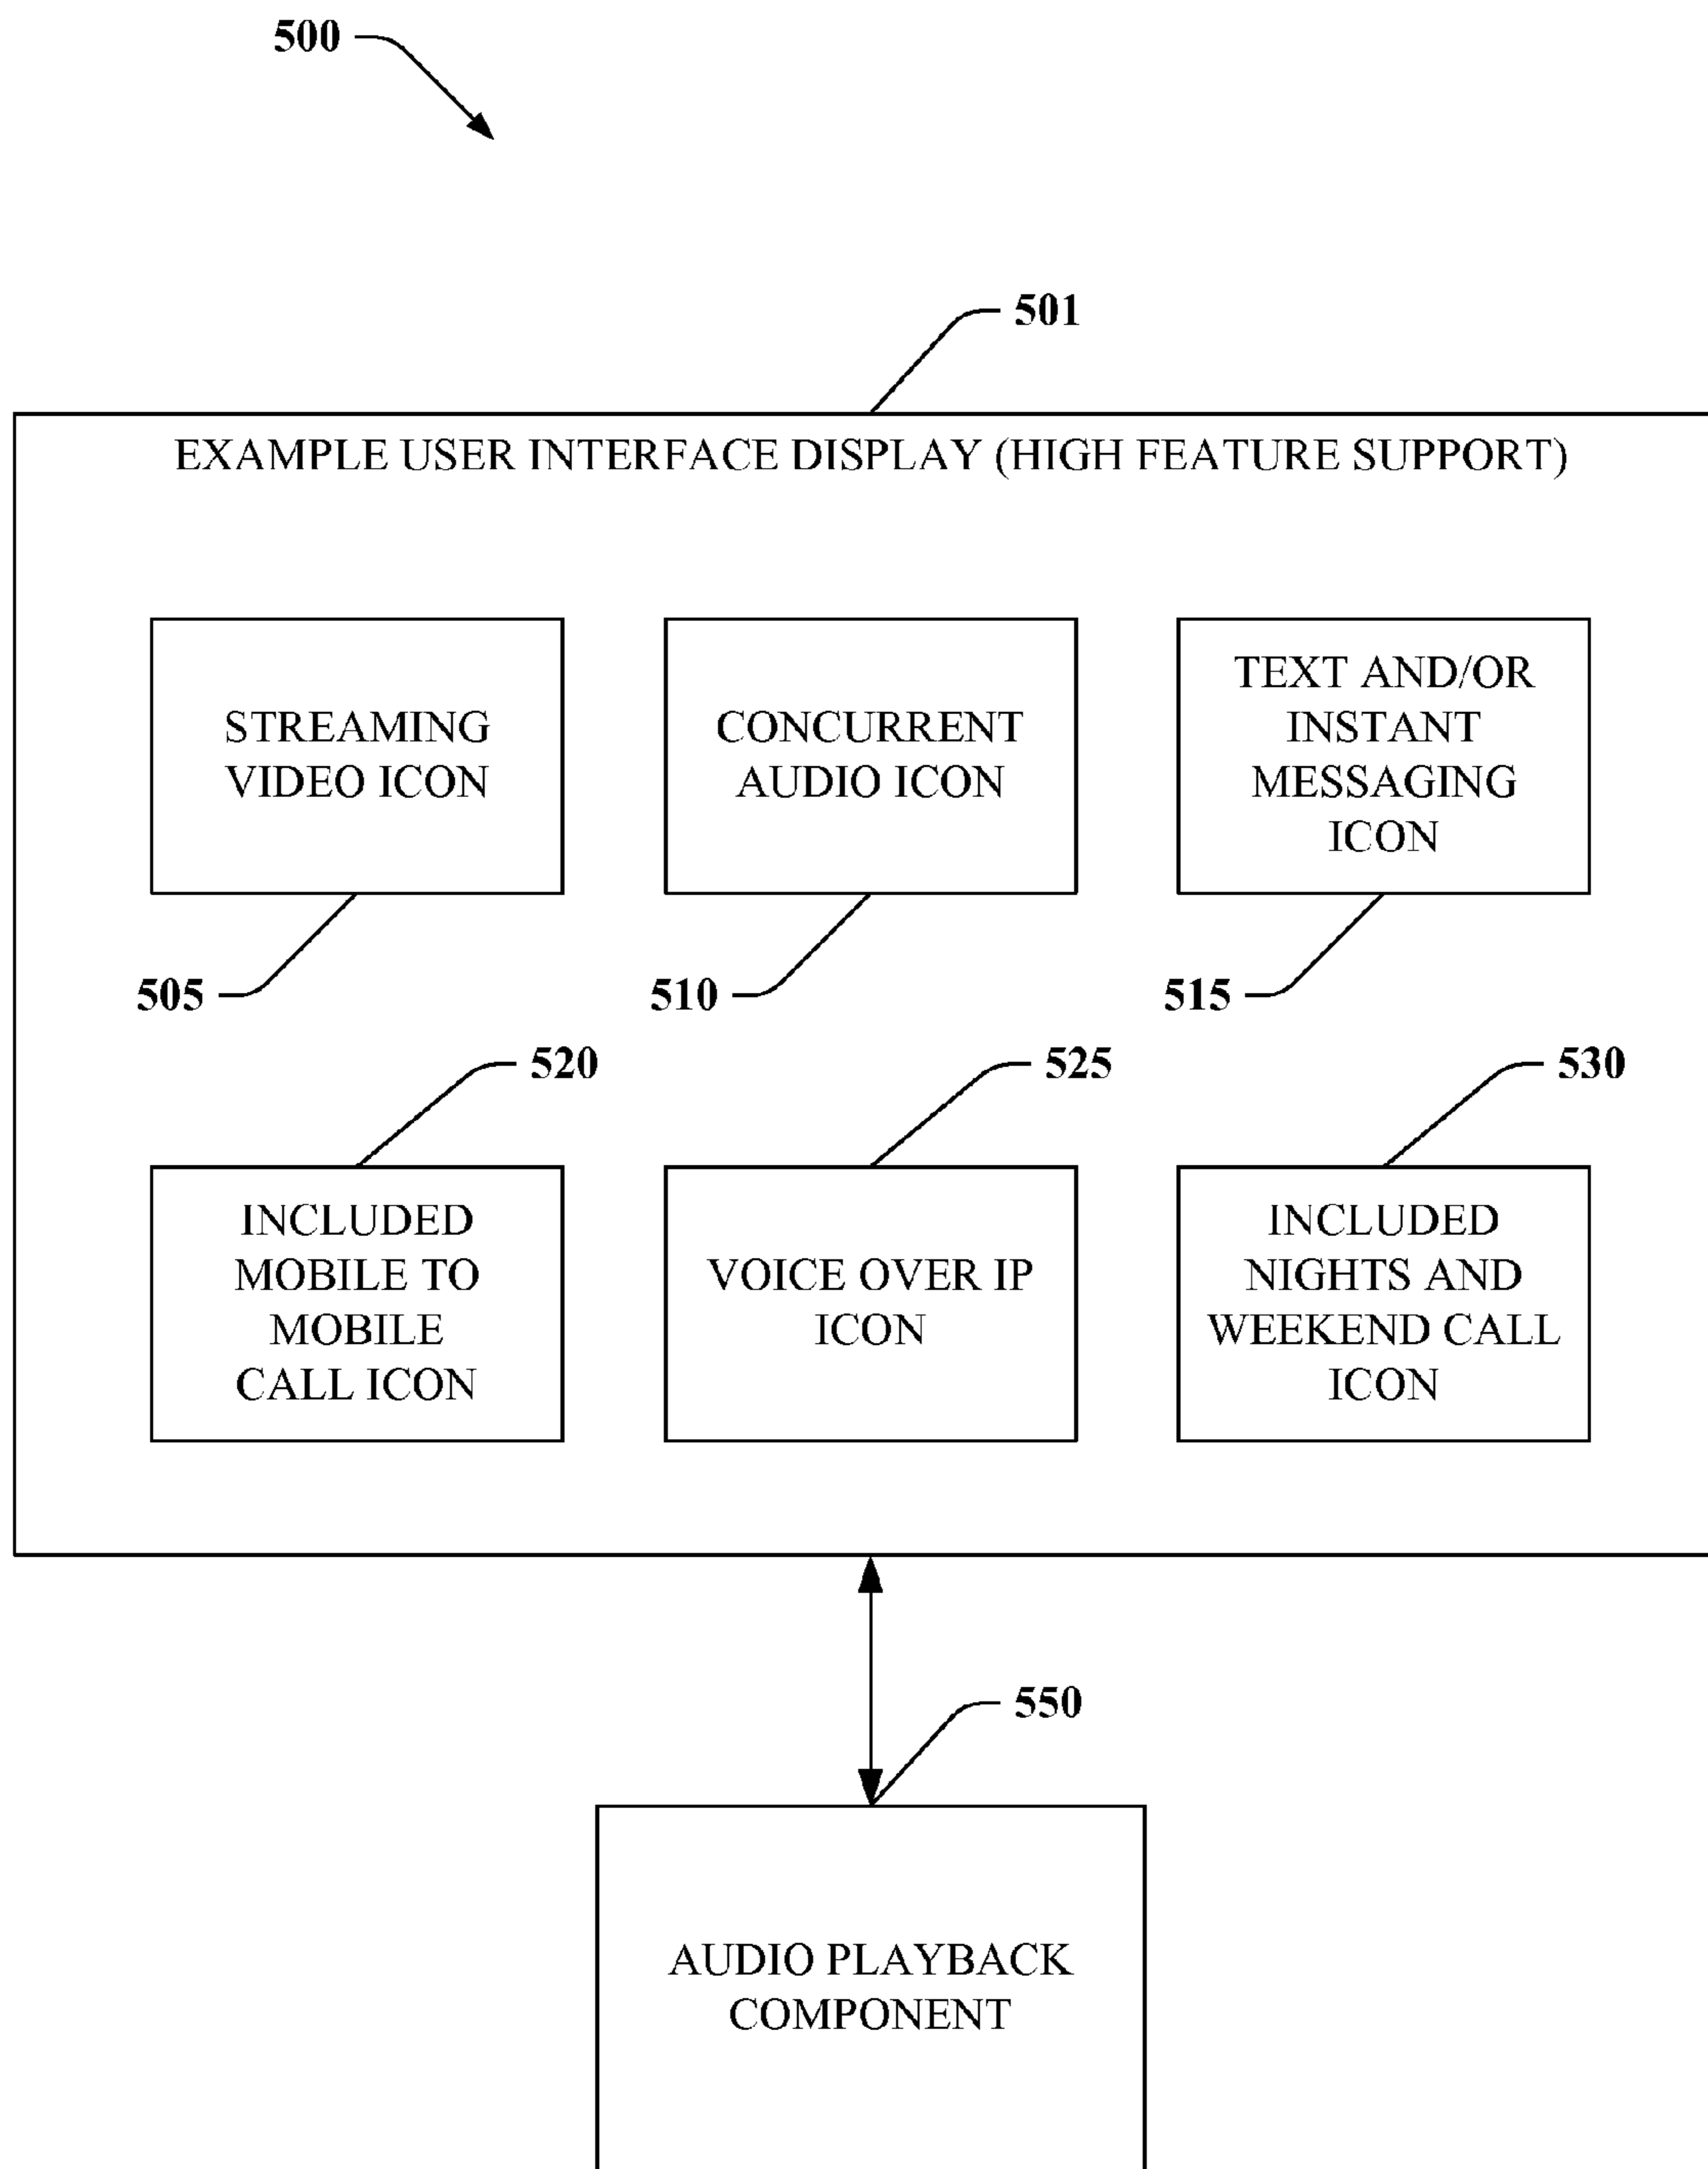 500
501
EXAMPLE USER INTERFACE DISPLAY (HIGH FEATURE SUPPORT)
STREAMING
VIDEO ICON
CONCURRENT
AUDIO ICON
TEXT AND/OR
INSTANT
MESSAGING
ICON
505
510
515
520
525
530
INCLUDED
MOBILE TO
MOBILE
CALL ICON
VOICE OVER IP
ICON
INCLUDED
NIGHTS AND
WEEKEND CALL
ICON
550
AUDIO PLAYBACK
COMPONENT